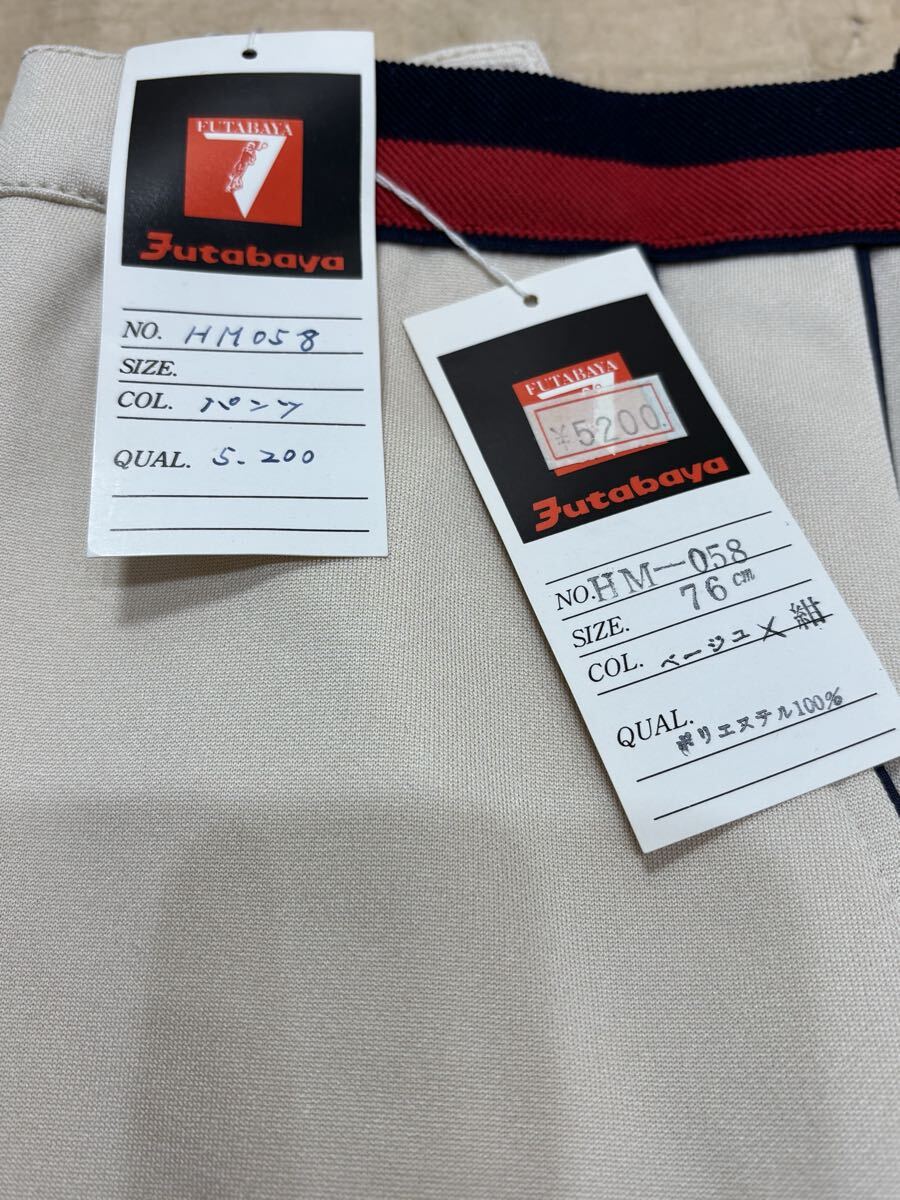 FUTABAYA
Futabaya
NO. HM058
SIZE.
COL. パンツ
QUAL. 5.200
FUTABAYA
¥5200
Futabaya
NO. HM-058
SIZE. 76cm
COL. ベージュ×紺
QUAL. ポリエステル100%